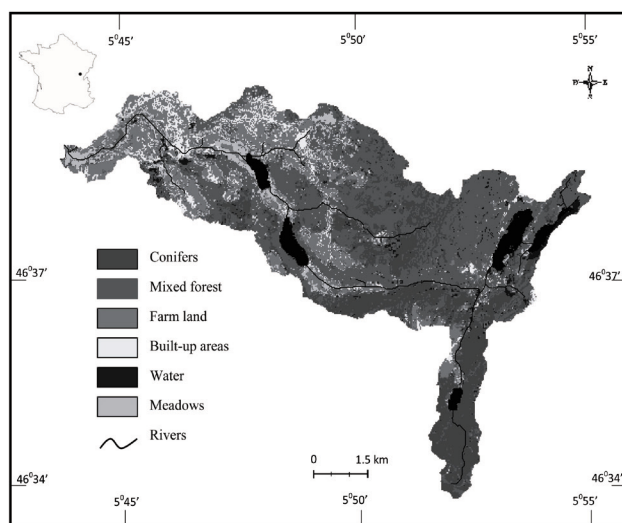 5⁰45' 5⁰50' 5⁰55'
N
W E
S
46⁰37' 46⁰37'
Conifers
Mixed forest
Farm land
Built-up areas
Water
Meadows
Rivers
0 1.5 km
46⁰34' 46⁰34'
5⁰45' 5⁰50' 5⁰55'